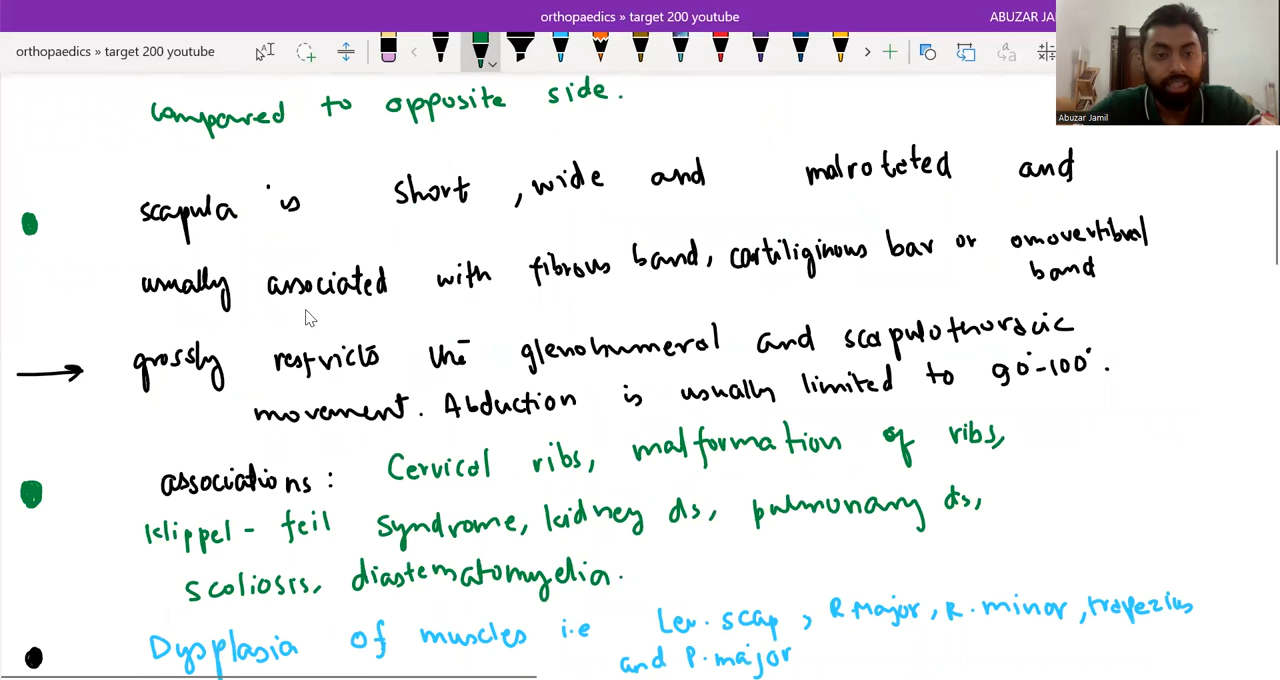 orthopaedics » target 200 youtube
ABUZAR JA
orthopaedics » target 200 youtube
Abuzar Jamil
compared to opposite side.
scapula is short, wide and malroteted and
usually associated with fibrous band, cartiliginous bar or omovertibral
band
grossly restricts the glenohumeral and scapulothoracic
movement. Abduction is usually limited to 90°-100°.
associations: Cervical ribs, malformation of ribs,
Klippel-feil syndrome, kidney ds, pulmonary ds,
scoliosis, diastematomyelia.
Dysplasia of muscles i.e Lev. scap, R major, R. minor, trapezius
and P. major